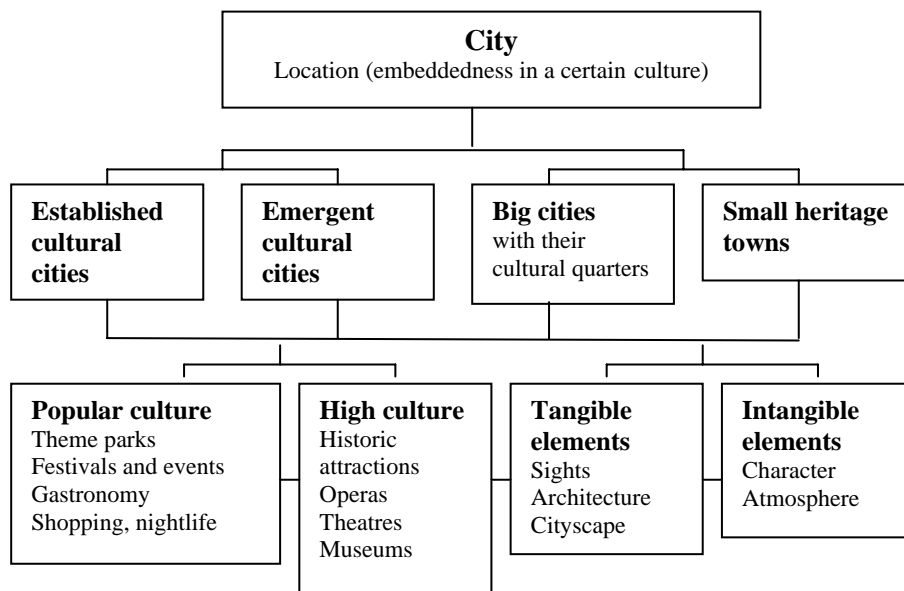 City
Location (embeddedness in a certain culture)
Established
cultural
cities
Emergent
cultural
cities
Big cities
with their
cultural quarters
Small heritage
towns
Popular culture
Theme parks
Festivals and events
Gastronomy
Shopping, nightlife
High culture
Historic
attractions
Operas
Theatres
Museums
Tangible
elements
Sights
Architecture
Cityscape
Intangible
elements
Character
Atmosphere